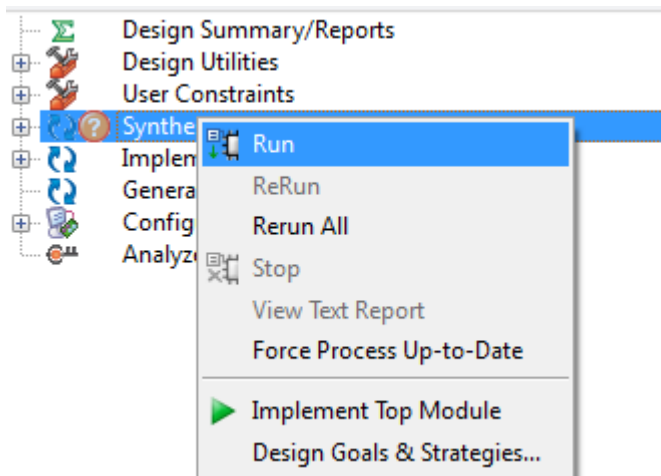 Design Summary/Reports
Design Utilities
User Constraints
Synthe
Run
Implem
ReRun
Genera
Rerun All
Config
Analyz
Stop
View Text Report
Force Process Up-to-Date
Implement Top Module
Design Goals & Strategies...